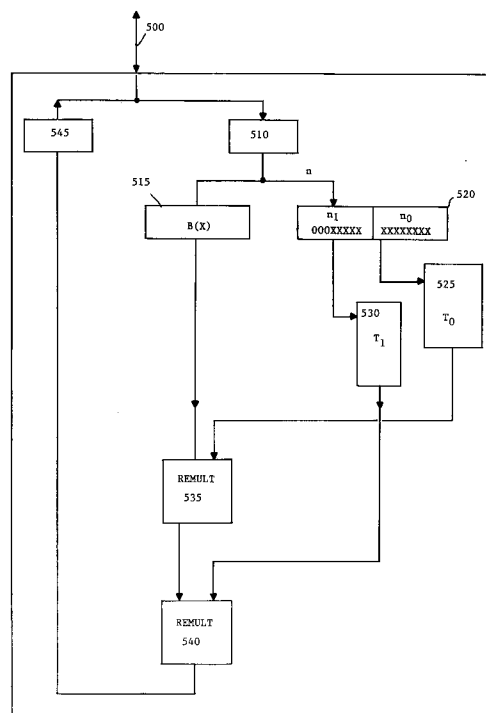 500
545
510
n
515
520
B(X)
n1 n0
000XXXXX XXXXXXXX
525
T0
530
T1
REMULT
535
REMULT
540